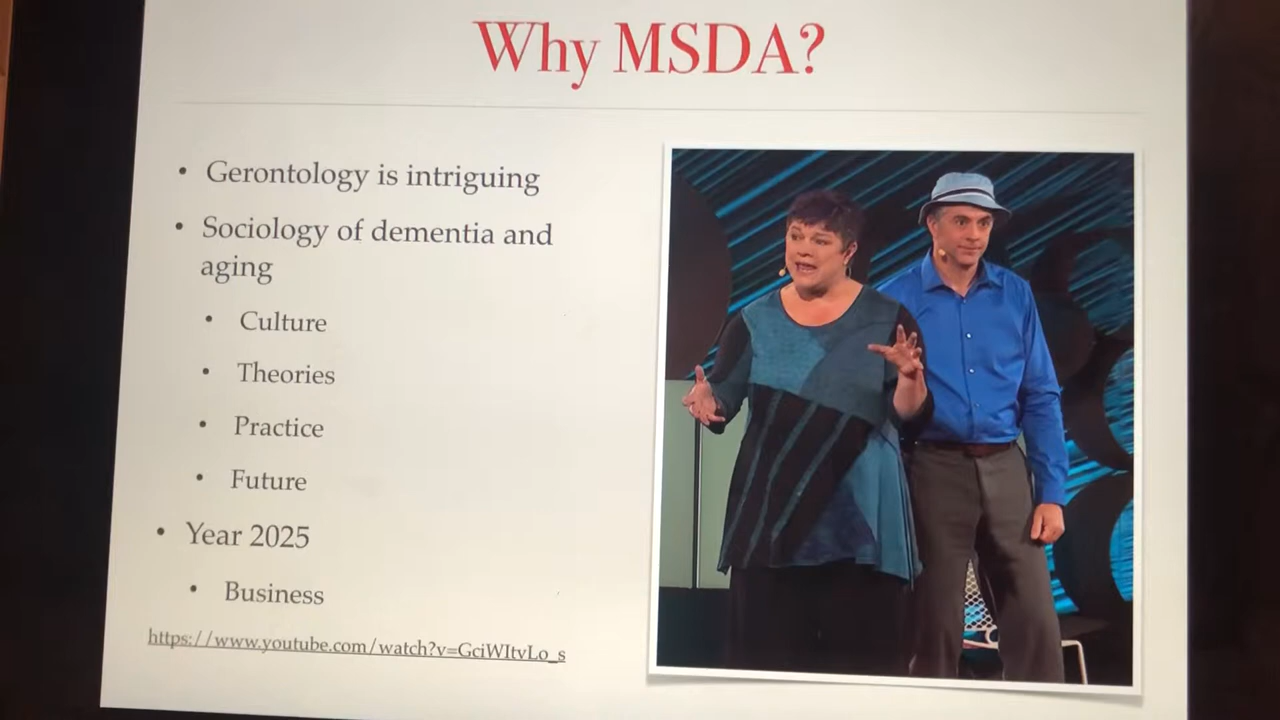 Why MSDA?
• Gerontology is intriguing
• Sociology of dementia and
aging
• Culture
• Theories
• Practice
• Future
• Year 2025
• Business
https://www.youtube.com/watch?v=GciWItvLo_s